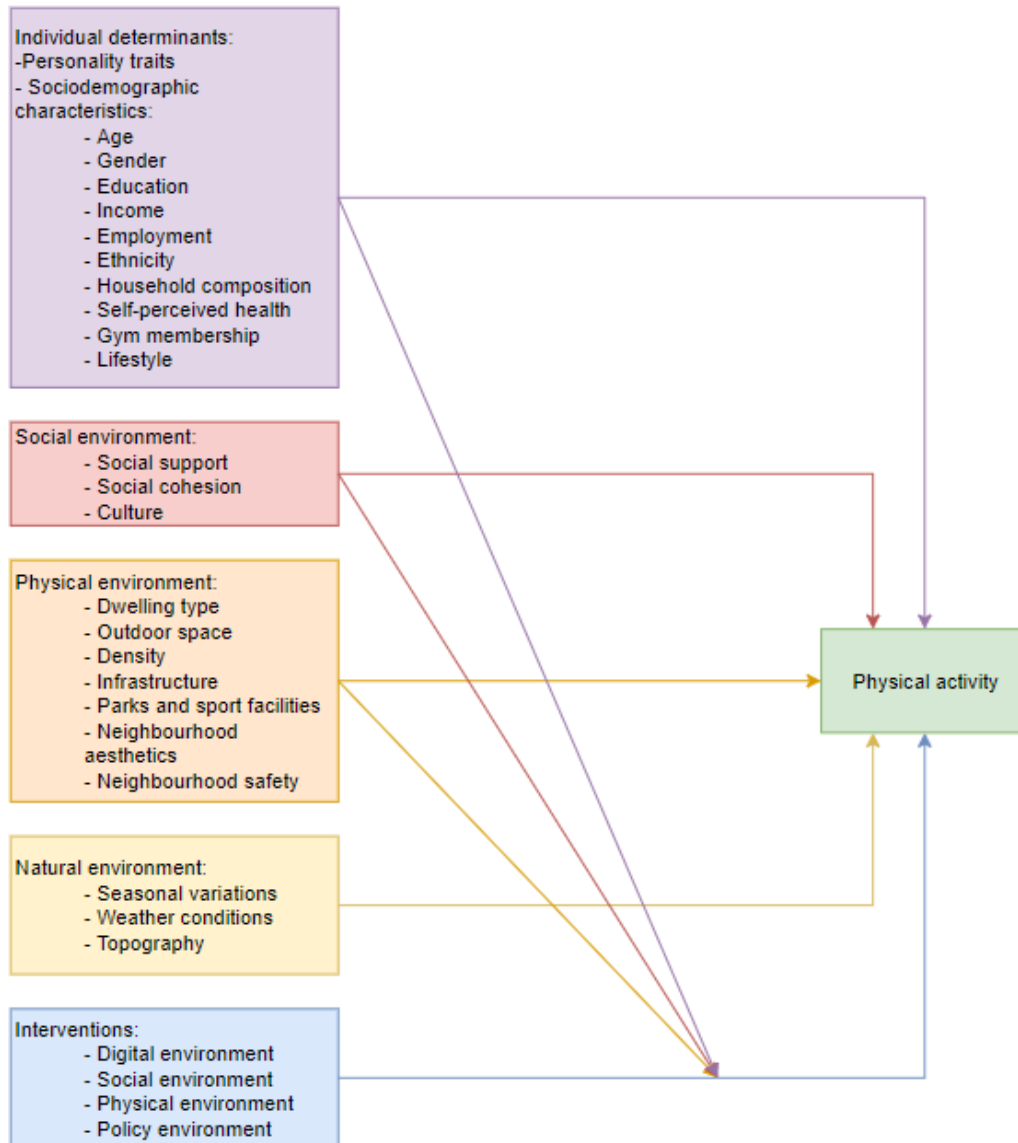 Individual determinants:
-Personality traits
- Sociodemographic
characteristics:
- Age
- Gender
- Education
- Income
- Employment
- Ethnicity
- Household composition
- Self-perceived health
- Gym membership
- Lifestyle
Social environment:
- Social support
- Social cohesion
- Culture
Physical environment:
- Dwelling type
- Outdoor space
- Density
- Infrastructure
- Parks and sport facilities
- Neighbourhood
aesthetics
- Neighbourhood safety
Physical activity
Natural environment:
- Seasonal variations
- Weather conditions
- Topography
Interventions:
- Digital environment
- Social environment
- Physical environment
- Policy environment